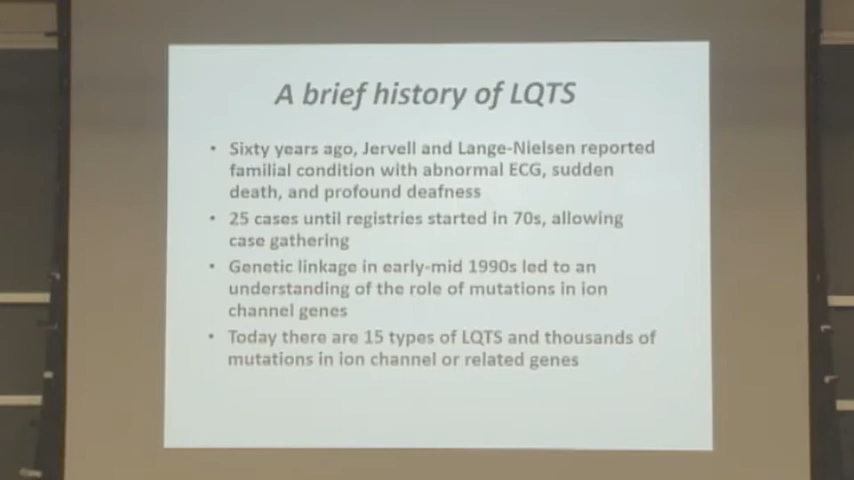 A brief history of LQTS
• Sixty years ago, Jervell and Lange-Nielsen reported
familial condition with abnormal ECG, sudden
death, and profound deafness
• 25 cases until registries started in 70s, allowing
case gathering
• Genetic linkage in early-mid 1990s led to an
understanding of the role of mutations in ion
channel genes
• Today there are 15 types of LQTS and thousands of
mutations in ion channel or related genes